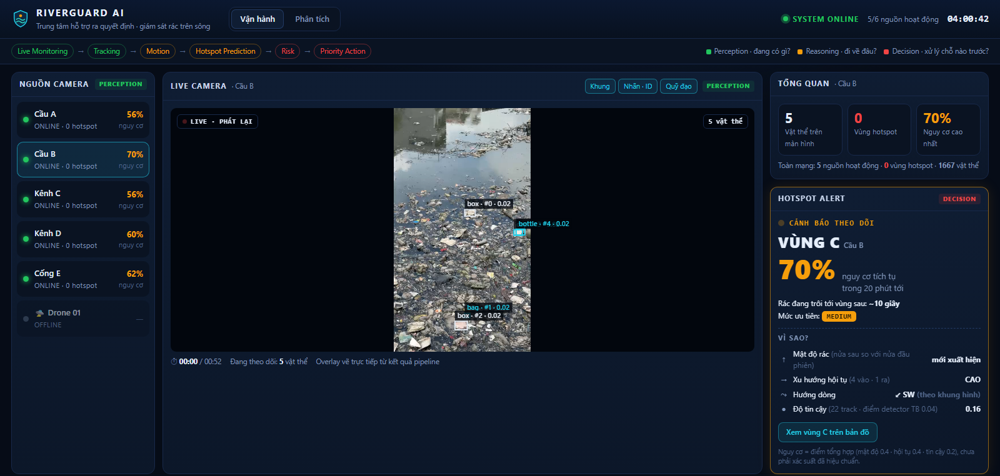 RIVERGUARD AI
Trung tâm hỗ trợ ra quyết định · giám sát rác trên sông
Vận hành
Phân tích
SYSTEM ONLINE
5/6 nguồn hoạt động
04:00:42
Live Monitoring → Tracking → Motion → Hotspot Prediction → Risk → Priority Action
Perception · đang có gì?
Reasoning · đi về đâu?
Decision · xử lý chỗ nào trước?
NGUỒN CAMERA
PERCEPTION
Cầu A
56%
ONLINE · 0 hotspot
nguy cơ
Cầu B
70%
ONLINE · 0 hotspot
nguy cơ
Kênh C
56%
ONLINE · 0 hotspot
nguy cơ
Kênh D
60%
ONLINE · 0 hotspot
nguy cơ
Cống E
62%
ONLINE · 0 hotspot
nguy cơ
Drone 01
OFFLINE
—
LIVE CAMERA · Cầu B
Khung
Nhãn · ID
Quỹ đạo
PERCEPTION
LIVE · PHÁT LẠI
5 vật thể
box · #0 · 0.02
bottle · #4 · 0.02
bag · #1 · 0.02
box · #2 · 0.02
00:00 / 00:52
Đang theo dõi: 5 vật thể
Overlay vẽ trực tiếp từ kết quả pipeline
TỔNG QUAN · Cầu B
5
Vật thể trên
màn hình
0
Vùng hotspot
70%
Nguy cơ cao
nhất
Toàn mạng: 5 nguồn hoạt động · 0 vùng hotspot · 1667 vật thể
HOTSPOT ALERT
DECISION
CẢNH BÁO THEO DÕI
VÙNG C Cầu B
70%
nguy cơ tích tụ
trong 20 phút tới
Rác đang trôi tới vùng sau: ~10 giây
Mức ưu tiên: MEDIUM
VÌ SAO?
↑ Mật độ rác (nửa sau so với nửa đầu
phiên)
mới xuất hiện
→ Xu hướng hội tụ (4 vào · 1 ra)
CAO
⤳ Hướng dòng
↙ SW (theo khung hình)
● Độ tin cậy (22 track · điểm detector TB 0.04)
0.16
Xem vùng C trên bản đồ
Nguy cơ = điểm tổng hợp (mật độ 0.4 · hội tụ 0.4 · tin cậy 0.2), chưa
phải xác suất đã hiệu chuẩn.